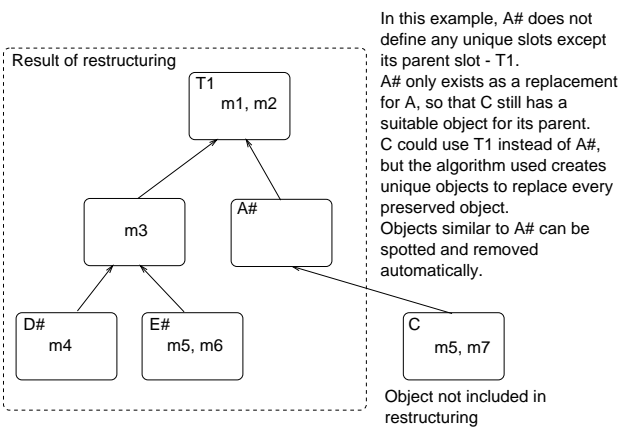 In this example, A# does not
define any unique slots except
its parent slot - T1.
A# only exists as a replacement
for A, so that C still has a
suitable object for its parent.
C could use T1 instead of A#,
but the algorithm used creates
unique objects to replace every
preserved object.
Objects similar to A# can be
spotted and removed
automatically.
Result of restructuring
T1
m1, m2
m3
A#
D#
m4
E#
m5, m6
C
m5, m7
Object not included in
restructuring